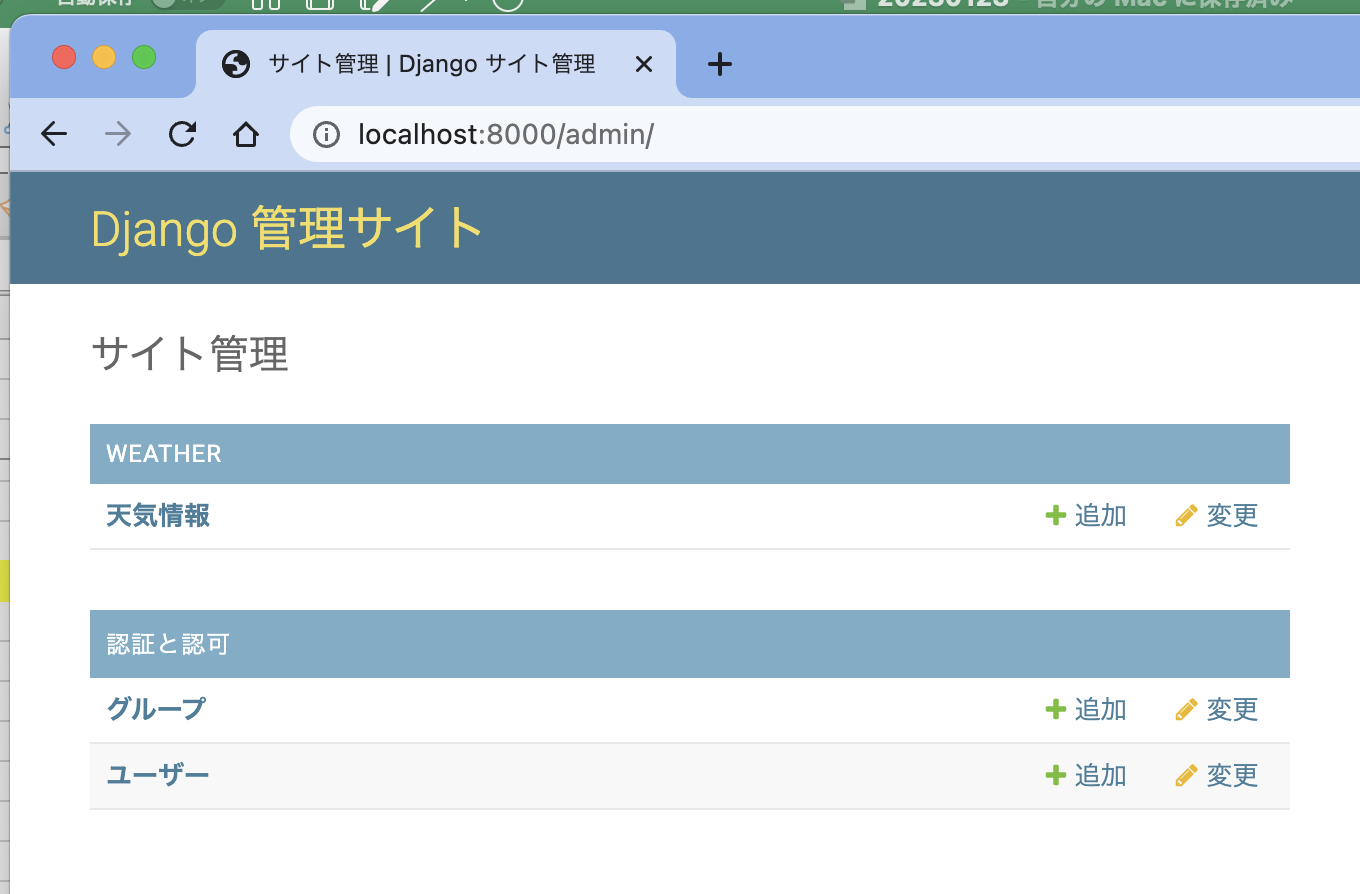 サイト管理 | Django サイト管理
localhost:8000/admin/
Django 管理サイト
サイト管理
WEATHER
天気情報 追加 変更
認証と認可
グループ 追加 変更
ユーザー 追加 変更